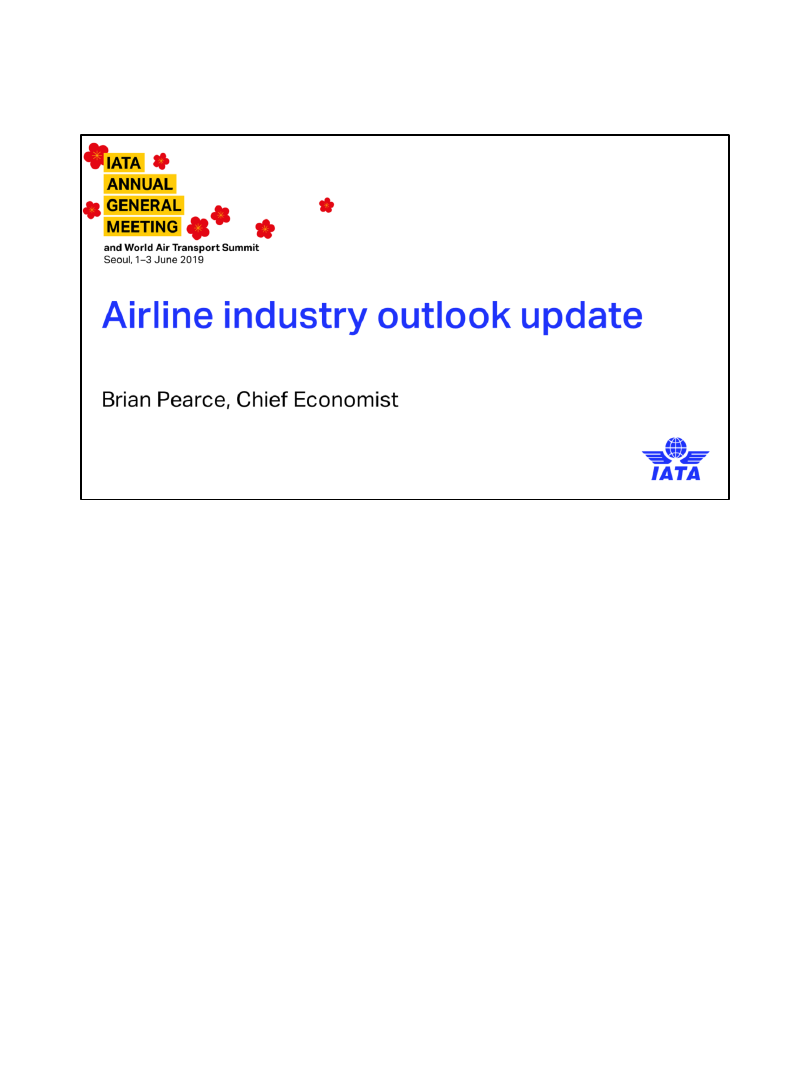 IATA
ANNUAL
GENERAL
MEETING
and World Air Transport Summit
Seoul, 1–3 June 2019
Airline industry outlook update
Brian Pearce, Chief Economist
IATA